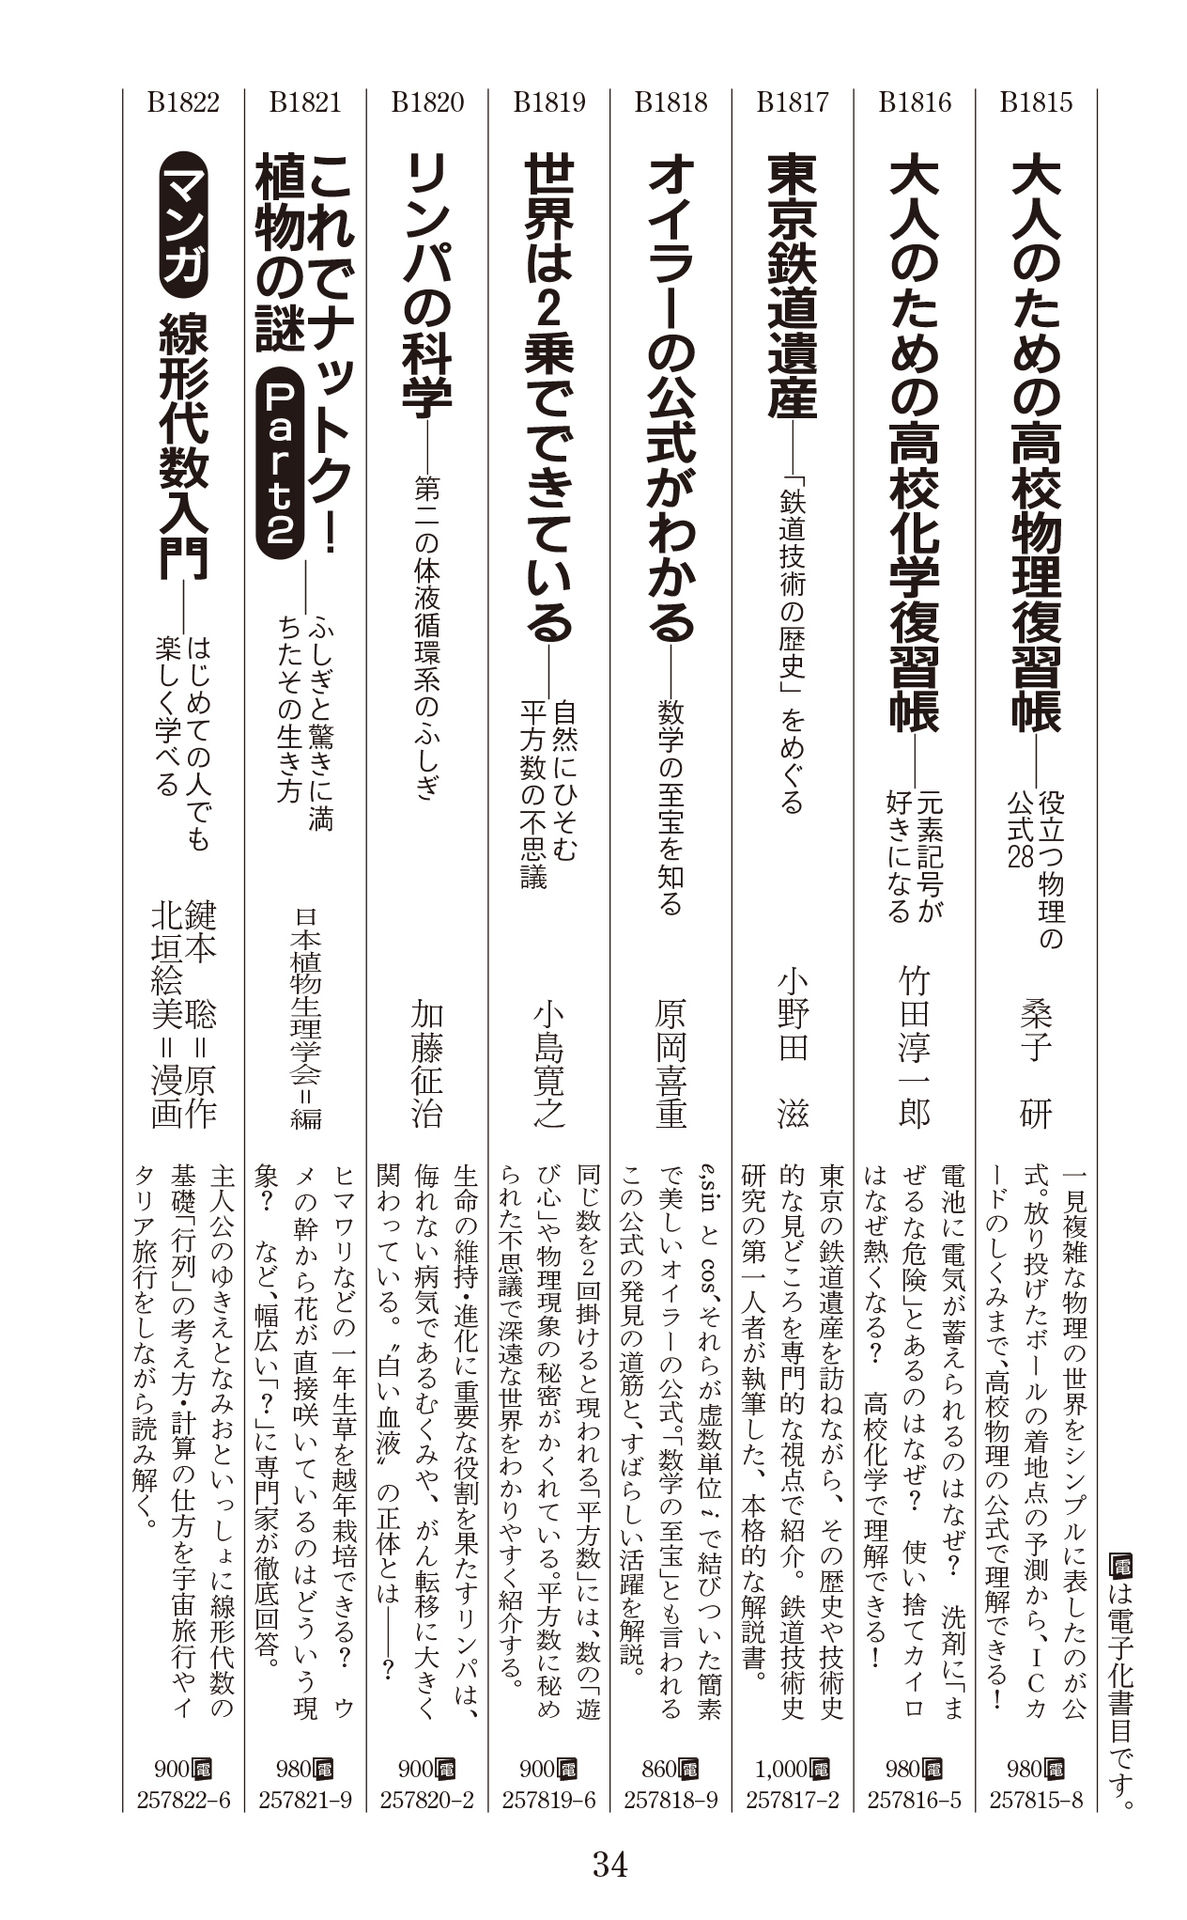 電は電子化書目です。
B1815
大人のための高校物理復習帳――
役立つ物理の
公式28
桑子 研
一見複雑な物理の世界をシンプルに表したのが公
式。放り投げたボールの着地点の予測から、ICカ
ードのしくみまで、高校物理の公式で理解できる!
980電
257815-8
B1816
大人のための高校化学復習帳――
元素記号が
好きになる
竹田淳一郎
電池に電気が蓄えられるのはなぜ? 洗剤に「ま
ぜるな危険」とあるのはなぜ? 使い捨てカイロ
はなぜ熱くなる? 高校化学で理解できる!
980電
257816-5
B1817
東京鉄道遺産――「鉄道技術の歴史」をめぐる
小野田 滋
東京の鉄道遺産を訪ねながら、その歴史や技術史
的な見どころを専門的な視点で紹介。鉄道技術史
研究の第一人者が執筆した、本格的な解説書。
1,000電
257817-2
B1818
オイラーの公式がわかる――数学の至宝を知る
原岡喜重
e,sin と cos、それらが虚数単位 i で結びついた簡素
で美しいオイラーの公式。「数学の至宝」とも言われる
この公式の発見の道筋と、すばらしい活躍を解説。
860電
257818-9
B1819
世界は2乗でできている――
自然にひそむ
平方数の不思議
小島寛之
同じ数を2回掛けると現われる「平方数」には、数の「遊
び心」や物理現象の秘密がかくれている。平方数に秘め
られた不思議で深遠な世界をわかりやすく紹介する。
900電
257819-6
B1820
リンパの科学――第二の体液循環系のふしぎ
加藤征治
生命の維持・進化に重要な役割を果たすリンパは、
侮れない病気であるむくみや、がん転移に大きく
関わっている。〝白い血液〟の正体とは――?
900電
257820-2
B1821
これでナットク!
植物の謎 Part2――
ふしぎと驚きに満
ちたその生き方
日本植物生理学会=編
ヒマワリなどの一年生草を越年栽培できる? ウ
メの幹から花が直接咲いているのはどういう現
象? など、幅広い「?」に専門家が徹底回答。
980電
257821-9
B1822
マンガ 線形代数入門――
はじめての人でも
楽しく学べる
鍵本 聡=原作
北垣絵美=漫画
主人公のゆきえとなみおといっしょに線形代数の
基礎「行列」の考え方・計算の仕方を宇宙旅行やイ
タリア旅行をしながら読み解く。
900電
257822-6
34